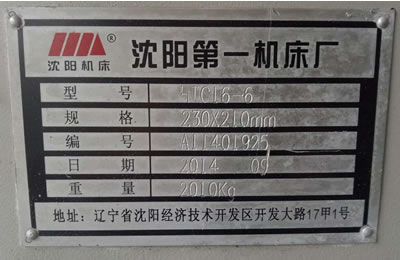 沈阳机床 ® 沈阳第一机床厂
型 号 HTC16-6
规 格 230X210mm
编 号 A11401925
日 期 2014 09
重 量 2010Kg
地址: 辽宁省沈阳经济技术开发区开发大路17甲1号